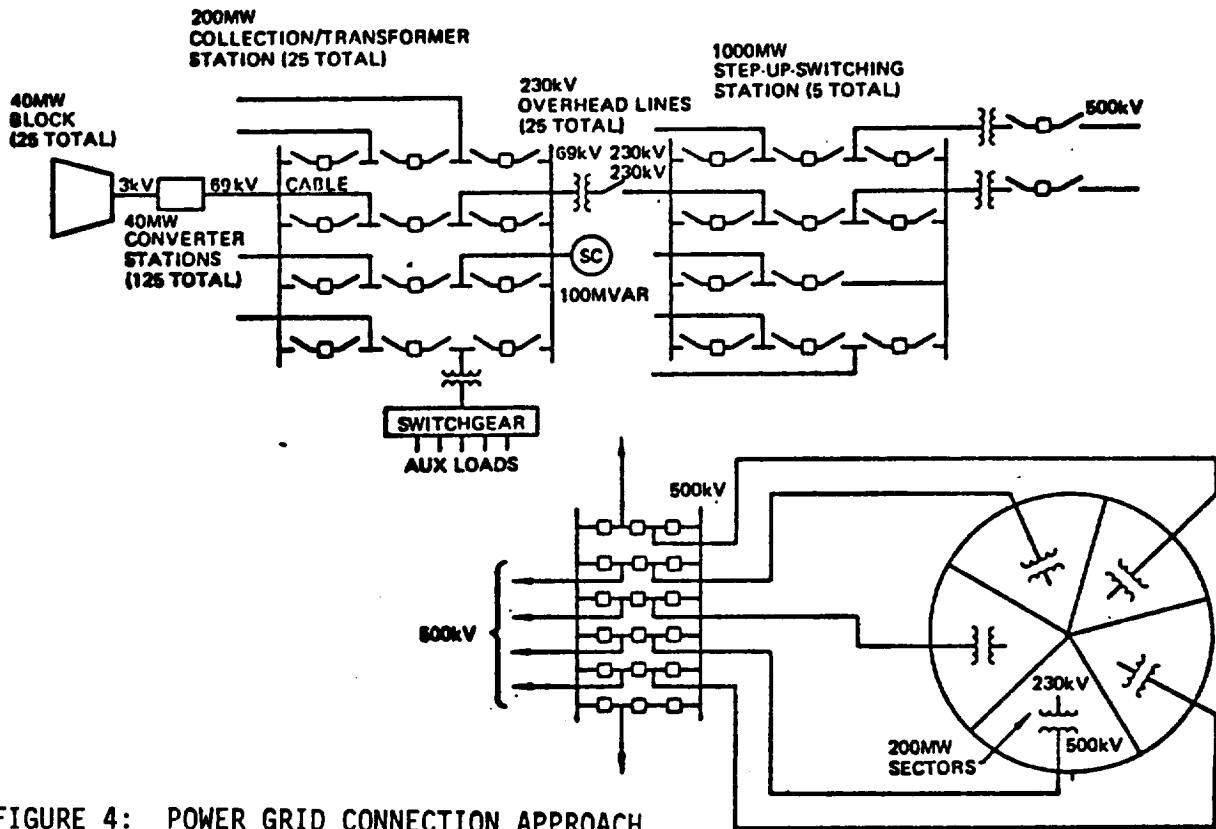 200MW
COLLECTION/TRANSFORMER
STATION (25 TOTAL)
1000MW
STEP-UP-SWITCHING
STATION (5 TOTAL)
230kV
OVERHEAD LINES
(25 TOTAL)
40MW
BLOCK
(25 TOTAL)
500kV
69kV
230kV
230kV
3kV
69kV
CABLE
40MW
CONVERTER
STATIONS
(125 TOTAL)
SC
100MVAR
SWITCHGEAR
AUX LOADS
500kV
500kV
230kV
200MW
SECTORS
500kV
FIGURE 4: POWER GRID CONNECTION APPROACH